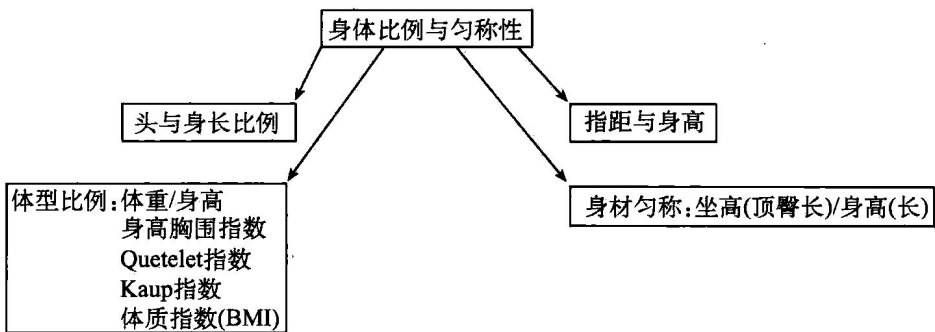 身体比例与匀称性
头与身长比例
指距与身高
体型比例:体重/身高
身高胸围指数
Quetelet指数
Kaup指数
体质指数(BMI)
身材匀称:坐高(顶臀长)/身高(长)